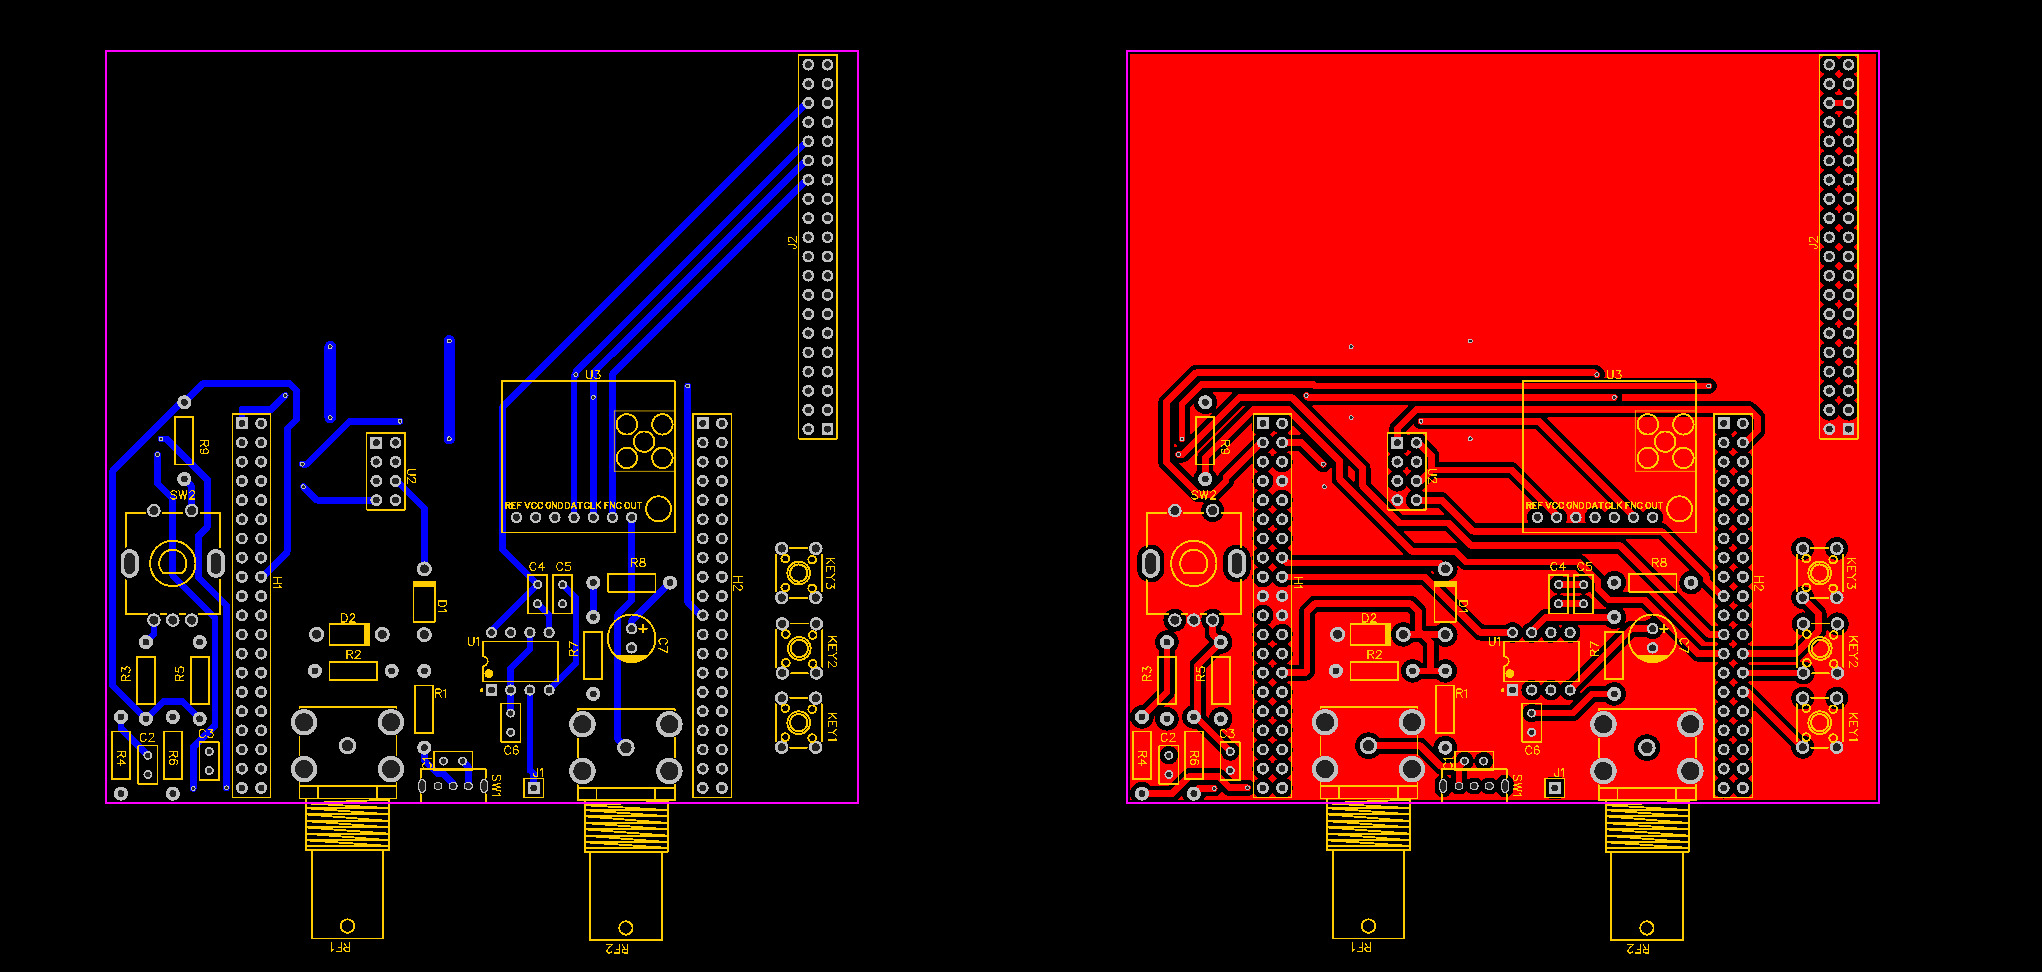 J2
U3
R9
U2
SW2
REF VCC GND DAT CLK FNC OUT
H1
C4
C5
R8
H2
KEY3
D1
D2
U1
R7
+
C7
KEY2
R2
R3
R5
R1
C2
C3
R4
R6
C6
C1
J1
SW1
KEY1
RF1
RF2
J2
U3
R9
U2
SW2
REF VCC GND DAT CLK FNC OUT
H1
C4
C5
R8
H2
KEY3
D1
D2
U1
R7
+
C7
KEY2
R2
R3
R5
R1
C2
C3
R4
R6
C6
C1
J1
SW1
KEY1
RF1
RF2